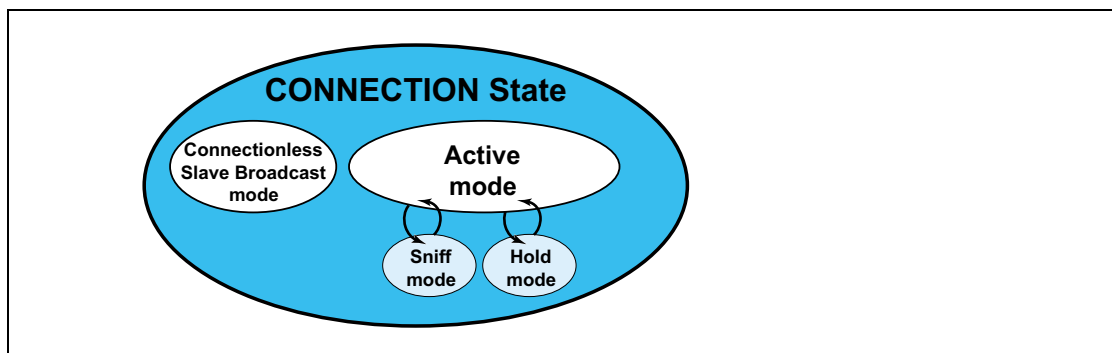 CONNECTION State
Connectionless
Slave Broadcast
mode
Active
mode
Sniff
mode
Hold
mode